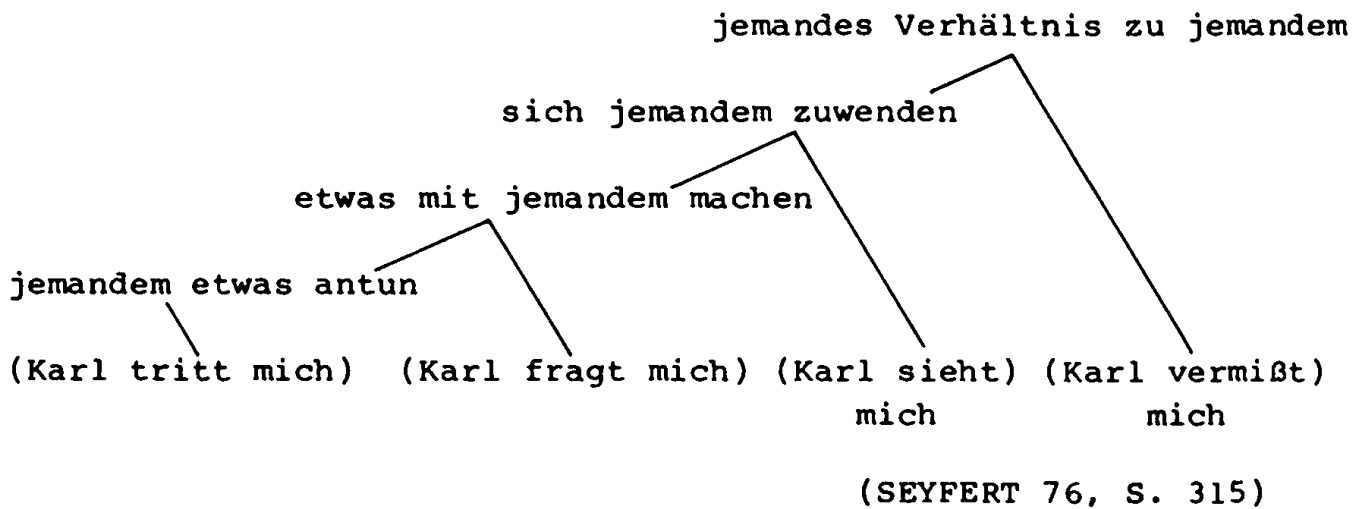 jemandes Verhältnis zu jemandem
sich jemandem zuwenden
etwas mit jemandem machen
jemandem etwas antun
(Karl tritt mich) (Karl fragt mich) (Karl sieht) (Karl vermißt)
mich mich
(SEYFERT 76, S. 315)